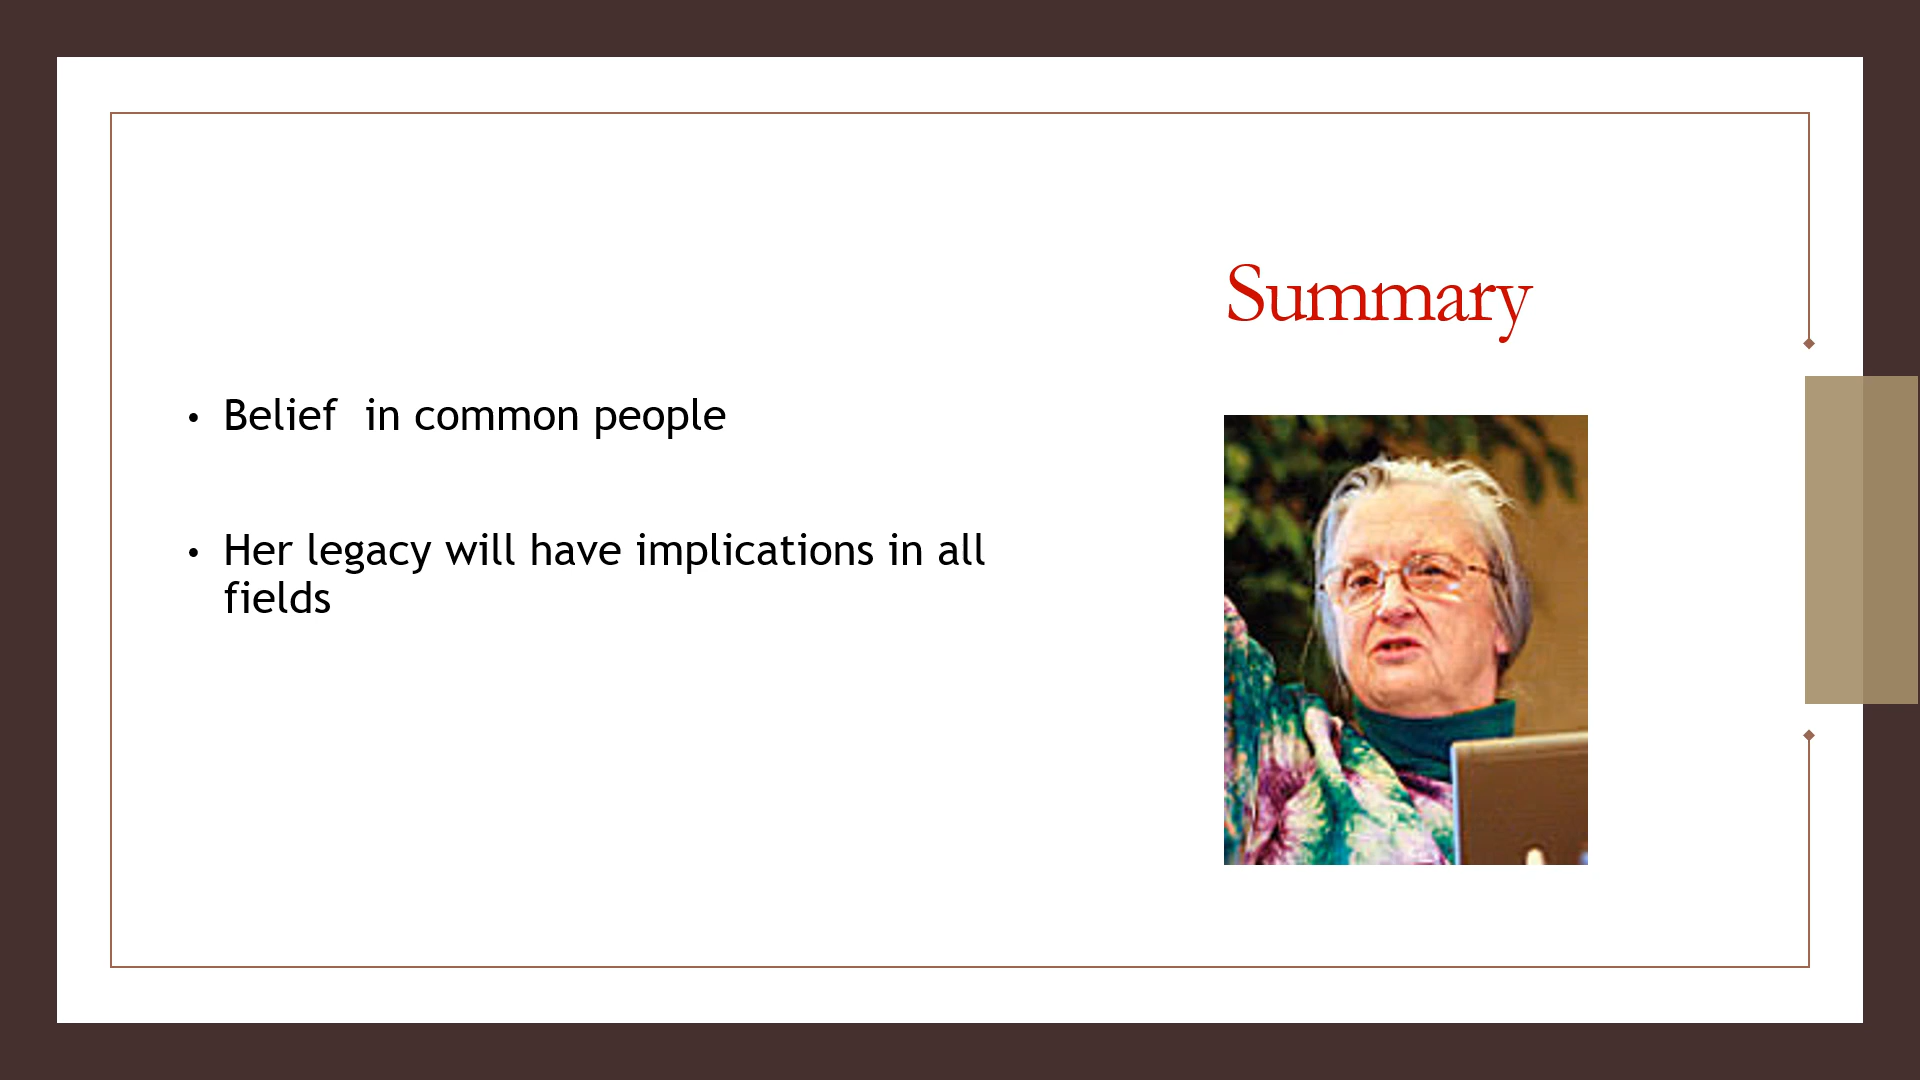 Summary
• Belief  in common people
• Her legacy will have implications in all
fields